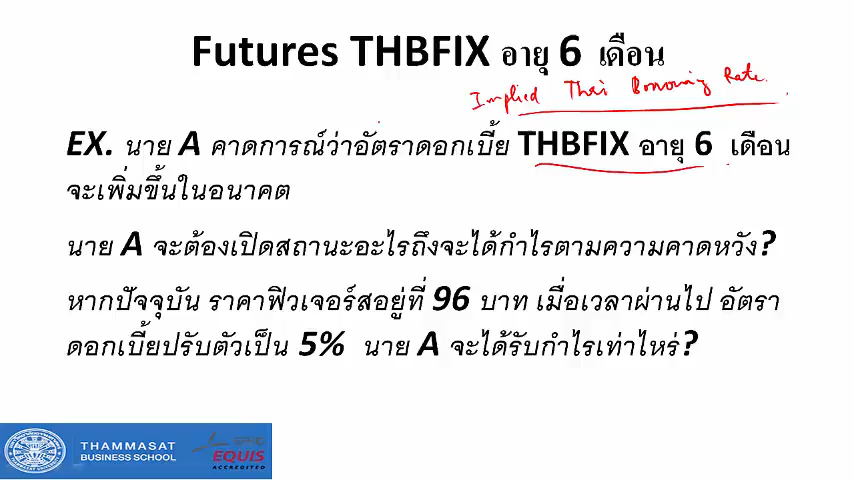 Futures THBFIX อายุ 6 เดือน
Implied Thai Borrowing Rate.
EX. นาย A คาดการณ์ว่าอัตราดอกเบี้ย THBFIX อายุ 6 เดือน
จะเพิ่มขึ้นในอนาคต
นาย A จะต้องเปิดสถานะอะไรถึงจะได้กำไรตามความคาดหวัง?
หากปัจจุบัน ราคาฟิวเจอร์สอยู่ที่ 96 บาท เมื่อเวลาผ่านไป อัตรา
ดอกเบี้ยปรับตัวเป็น 5% นาย A จะได้รับกำไรเท่าไหร่?
THAMMASAT
BUSINESS SCHOOL
EQUIS
ACCREDITED